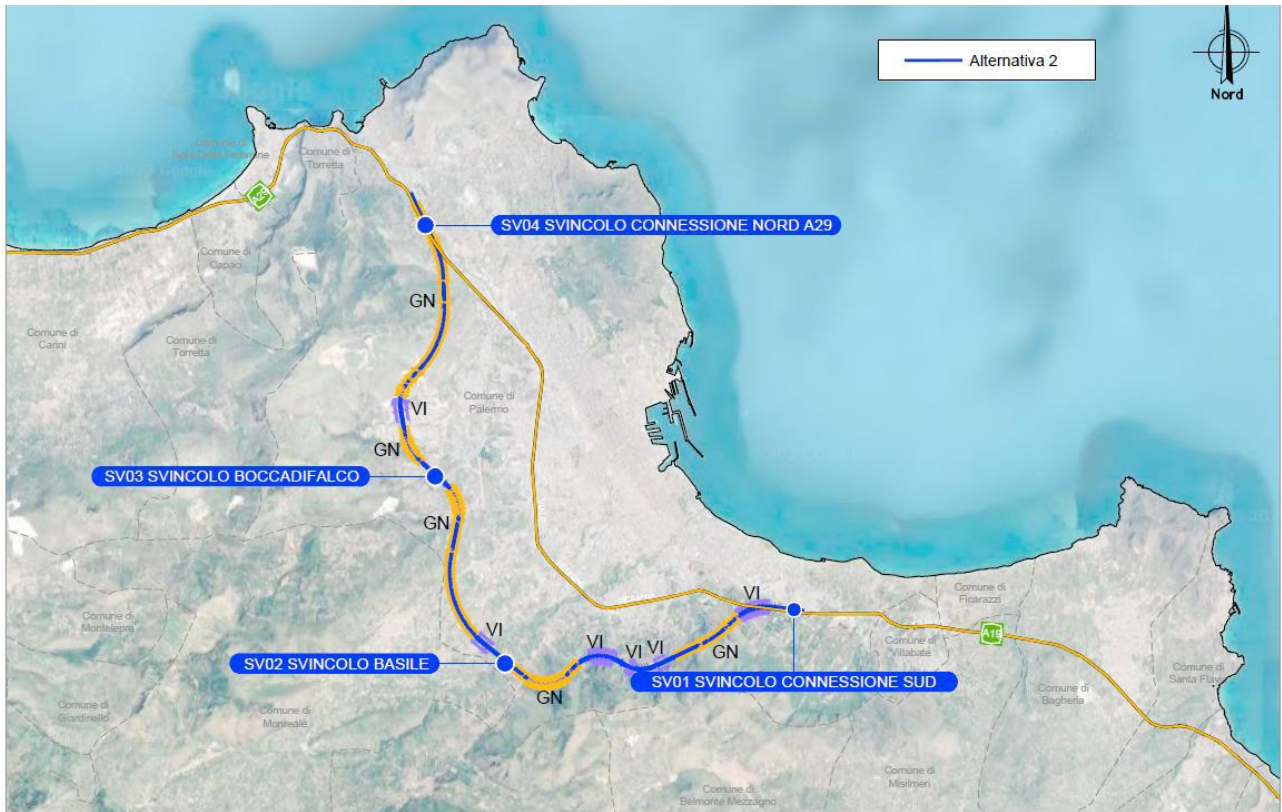 Alternativa 2
Nord
Comune di
Comune di
Torretta
A29
SV04 SVINCOLO CONNESSIONE NORD A29
Comune di
Capaci
GN
Comune di
Carini
Comune di
Torretta
Comune di
Palermo
VI
GN
SV03 SVINCOLO BOCCADIFALCO
GN
VI
Comune di
Ficarazzi
A19
Comune di
Montelepre
VI
VI
VI VI
GN
Comune di
Villabate
SV02 SVINCOLO BASILE
SV01 SVINCOLO CONNESSIONE SUD
Comune di
Santa Flavia
GN
Comune di
Bagheria
Comune di
Giardinello
Comune di
Monreale
Comune di
Misilmeri
Comune di
Belmonte Mezzagno